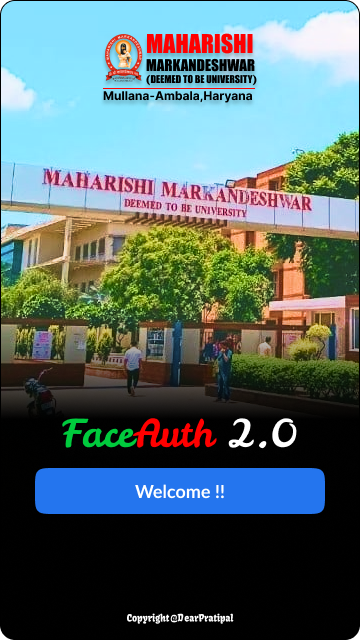 MAHARISHI
MARKANDESHWAR
(DEEMED TO BE UNIVERSITY)
Mullana-Ambala,Haryana
MAHARISHI MARKANDESHWAR
DEEMED TO BE UNIVERSITY
FaceAuth 2.0
Welcome !!
Copyright @DearPratipal